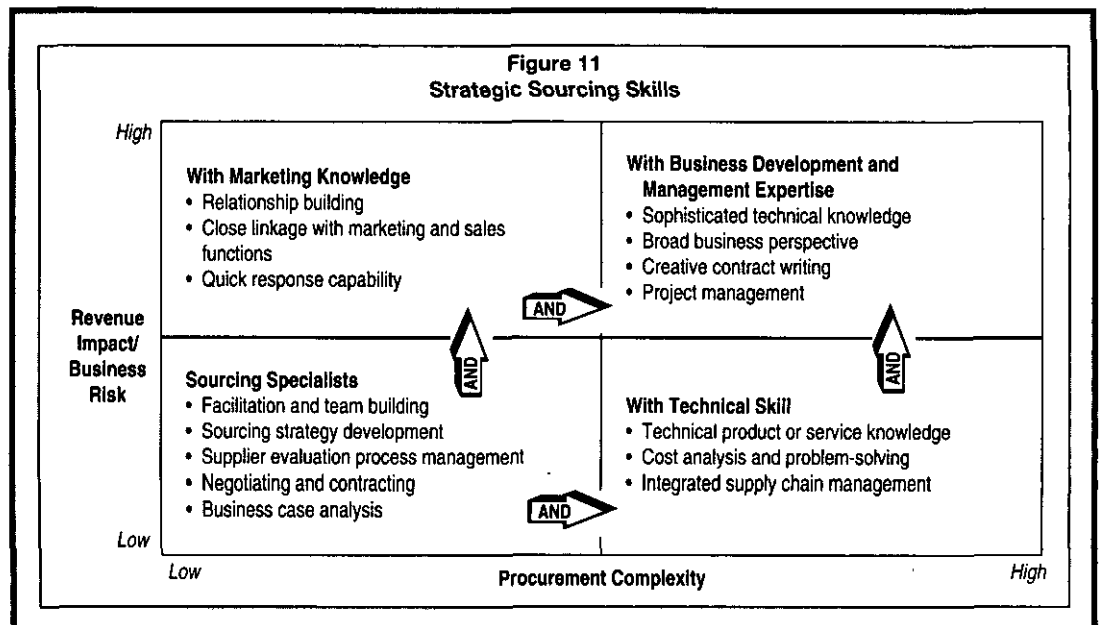 Figure 11
Strategic Sourcing Skills
High
With Marketing Knowledge
• Relationship building
• Close linkage with marketing and sales
functions
• Quick response capability
With Business Development and
Management Expertise
• Sophisticated technical knowledge
• Broad business perspective
• Creative contract writing
• Project management
AND
Revenue
Impact/
Business
Risk
AND
AND
Sourcing Specialists
• Facilitation and team building
• Sourcing strategy development
• Supplier evaluation process management
• Negotiating and contracting
• Business case analysis
With Technical Skill
• Technical product or service knowledge
• Cost analysis and problem-solving
• Integrated supply chain management
AND
Low
Low
Procurement Complexity
High